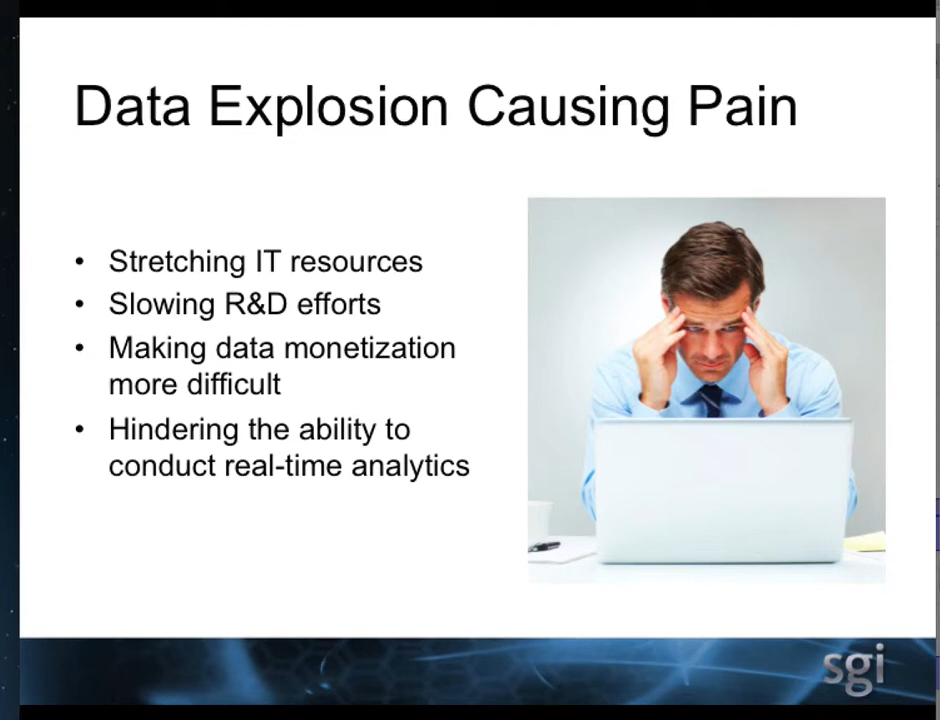 Data Explosion Causing Pain
• Stretching IT resources
• Slowing R&D efforts
• Making data monetization
more difficult
• Hindering the ability to
conduct real-time analytics
sgi